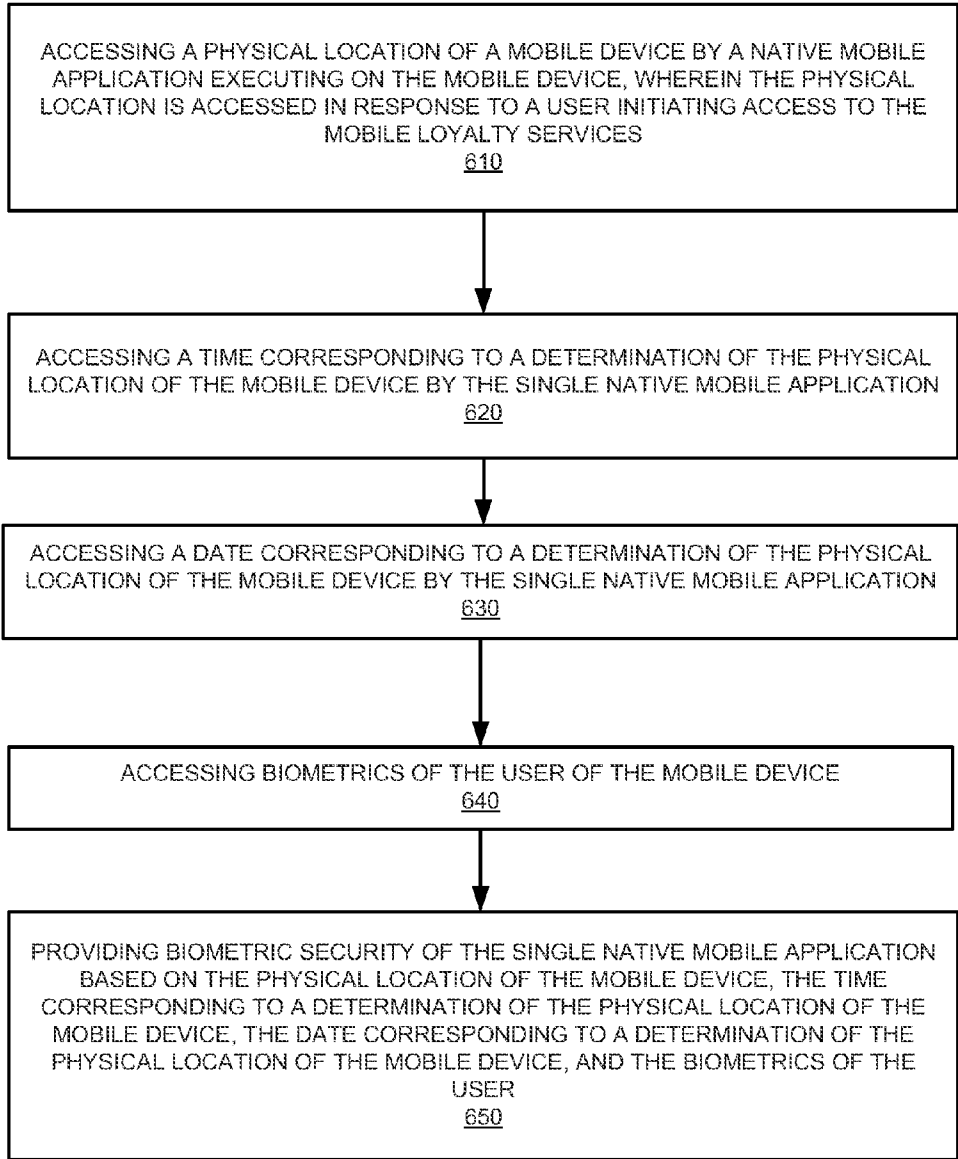 ACCESSING A PHYSICAL LOCATION OF A MOBILE DEVICE BY A NATIVE MOBILE
APPLICATION EXECUTING ON THE MOBILE DEVICE, WHEREIN THE PHYSICAL
LOCATION IS ACCESSED IN RESPONSE TO A USER INITIATING ACCESS TO THE
MOBILE LOYALTY SERVICES
610
ACCESSING A TIME CORRESPONDING TO A DETERMINATION OF THE PHYSICAL
LOCATION OF THE MOBILE DEVICE BY THE SINGLE NATIVE MOBILE APPLICATION
620
ACCESSING A DATE CORRESPONDING TO A DETERMINATION OF THE PHYSICAL
LOCATION OF THE MOBILE DEVICE BY THE SINGLE NATIVE MOBILE APPLICATION
630
ACCESSING BIOMETRICS OF THE USER OF THE MOBILE DEVICE
640
PROVIDING BIOMETRIC SECURITY OF THE SINGLE NATIVE MOBILE APPLICATION
BASED ON THE PHYSICAL LOCATION OF THE MOBILE DEVICE, THE TIME
CORRESPONDING TO A DETERMINATION OF THE PHYSICAL LOCATION OF THE
MOBILE DEVICE, THE DATE CORRESPONDING TO A DETERMINATION OF THE
PHYSICAL LOCATION OF THE MOBILE DEVICE, AND THE BIOMETRICS OF THE
USER
650